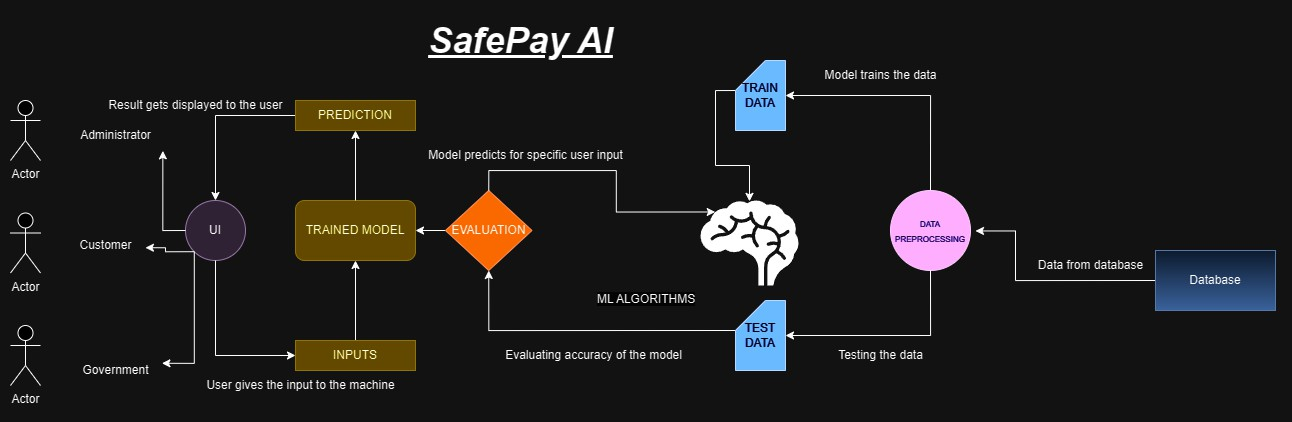 SafePay AI
Result gets displayed to the user
Administrator
Actor
PREDICTION
Model predicts for specific user input
TRAIN
DATA
Model trains the data
UI
TRAINED MODEL
EVALUATION
DATA
PREPROCESSING
Customer
Actor
Data from database
Database
ML ALGORITHMS
TEST
DATA
INPUTS
Evaluating accuracy of the model
Testing the data
Government
User gives the input to the machine
Actor